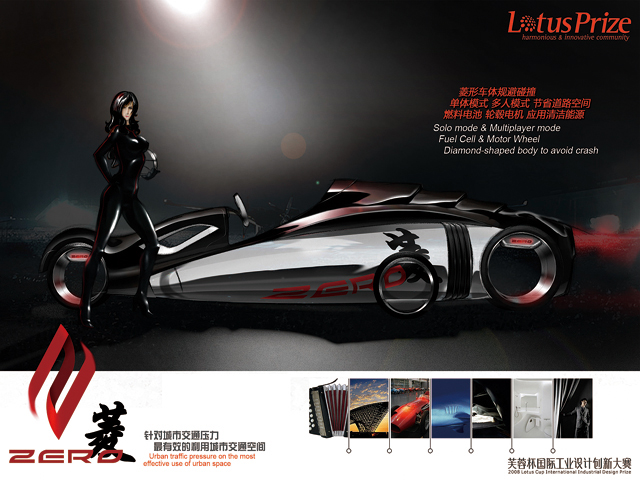 LotusPrize
harmonious & innovative community
菱形车体规避碰撞
单体模式 多人模式 节省道路空间
燃料电池 轮毂电机 应用清洁能源
Solo mode & Multiplayer mode
Fuel Cell & Motor Wheel
Diamond-shaped body to avoid crash
ZERO
ZERO
菱
ZERO
ZERO
菱
针对城市交通压力
最有效的利用城市交通空间
Urban traffic pressure on the most
effective use of urban space
芙蓉杯国际工业设计创新大赛
2008 Lotus Cup International Industrial Design Prize